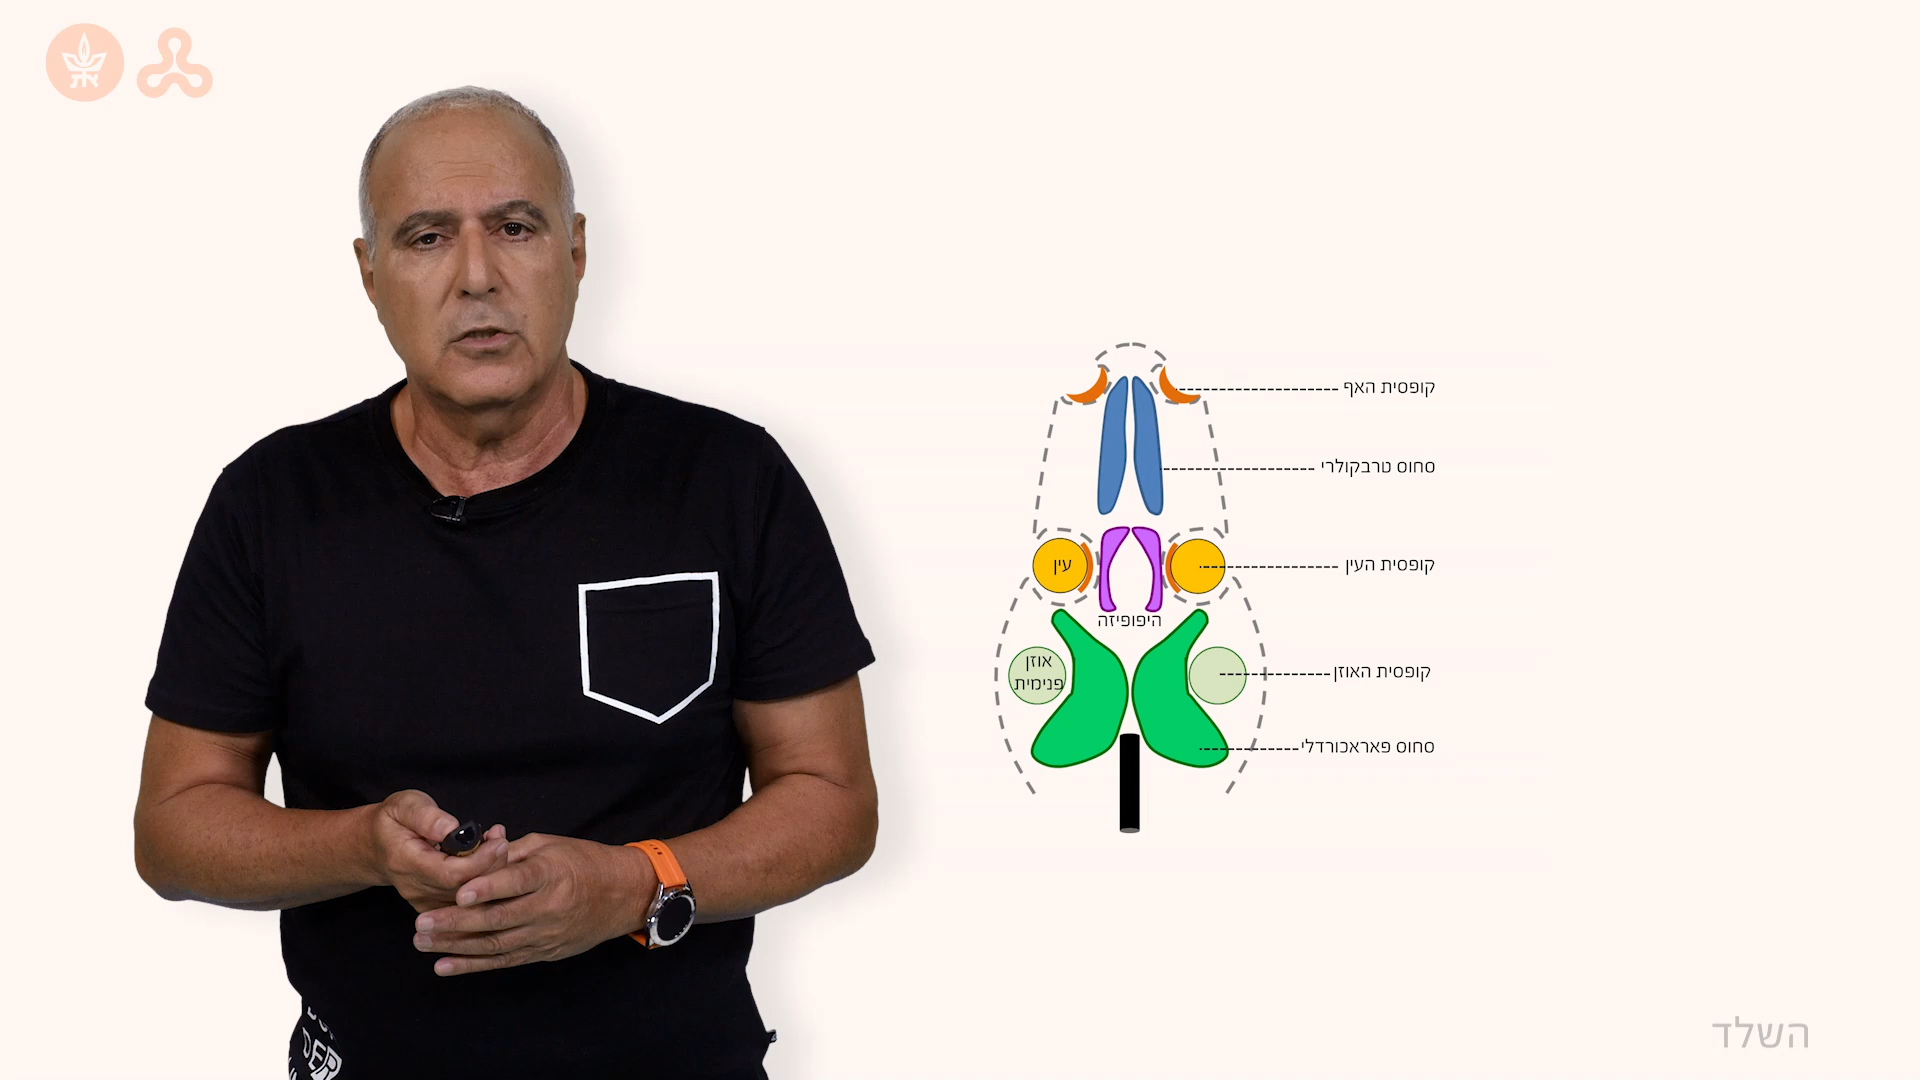 קופסית האף
סחוס טרבקולרי
קופסית העין
עין
היפופיזה
קופסית האוזן
אוזן
פנימית
סחוס פאראכורדלי
השלד